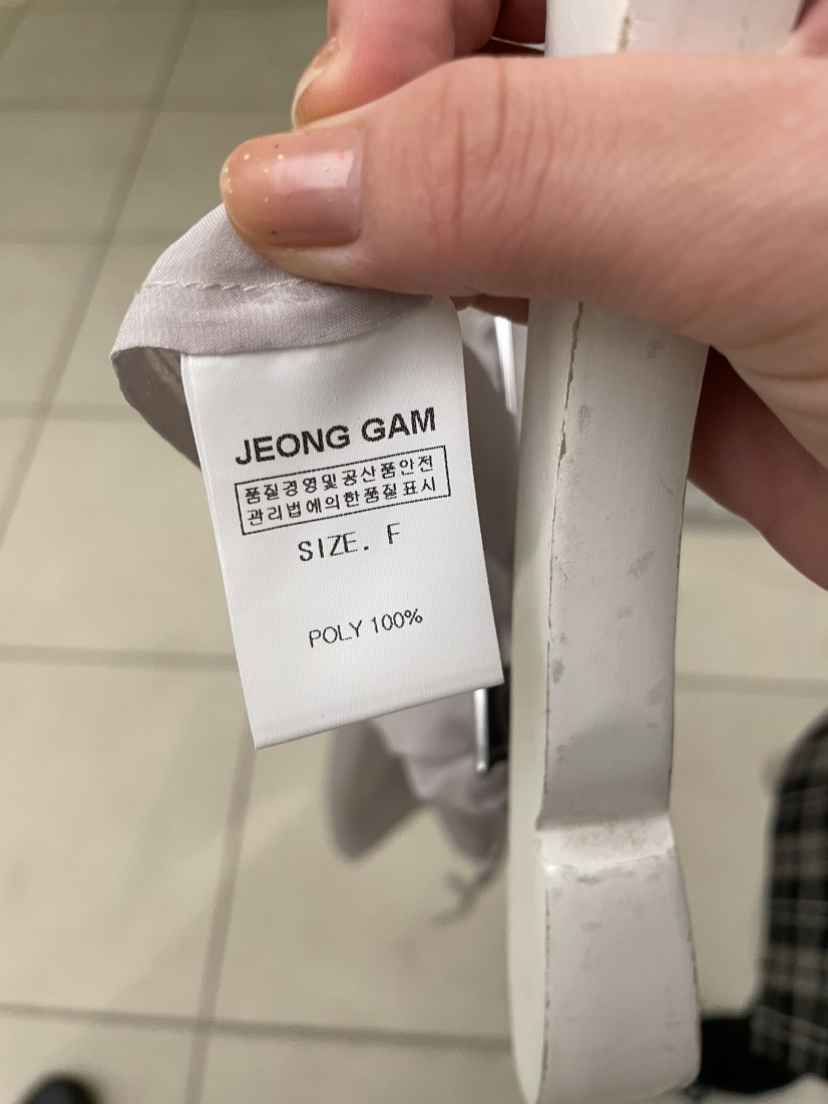 JEONG GAM
품질경영및공산품안전
관리법에의한품질표시
SIZE. F
POLY 100%